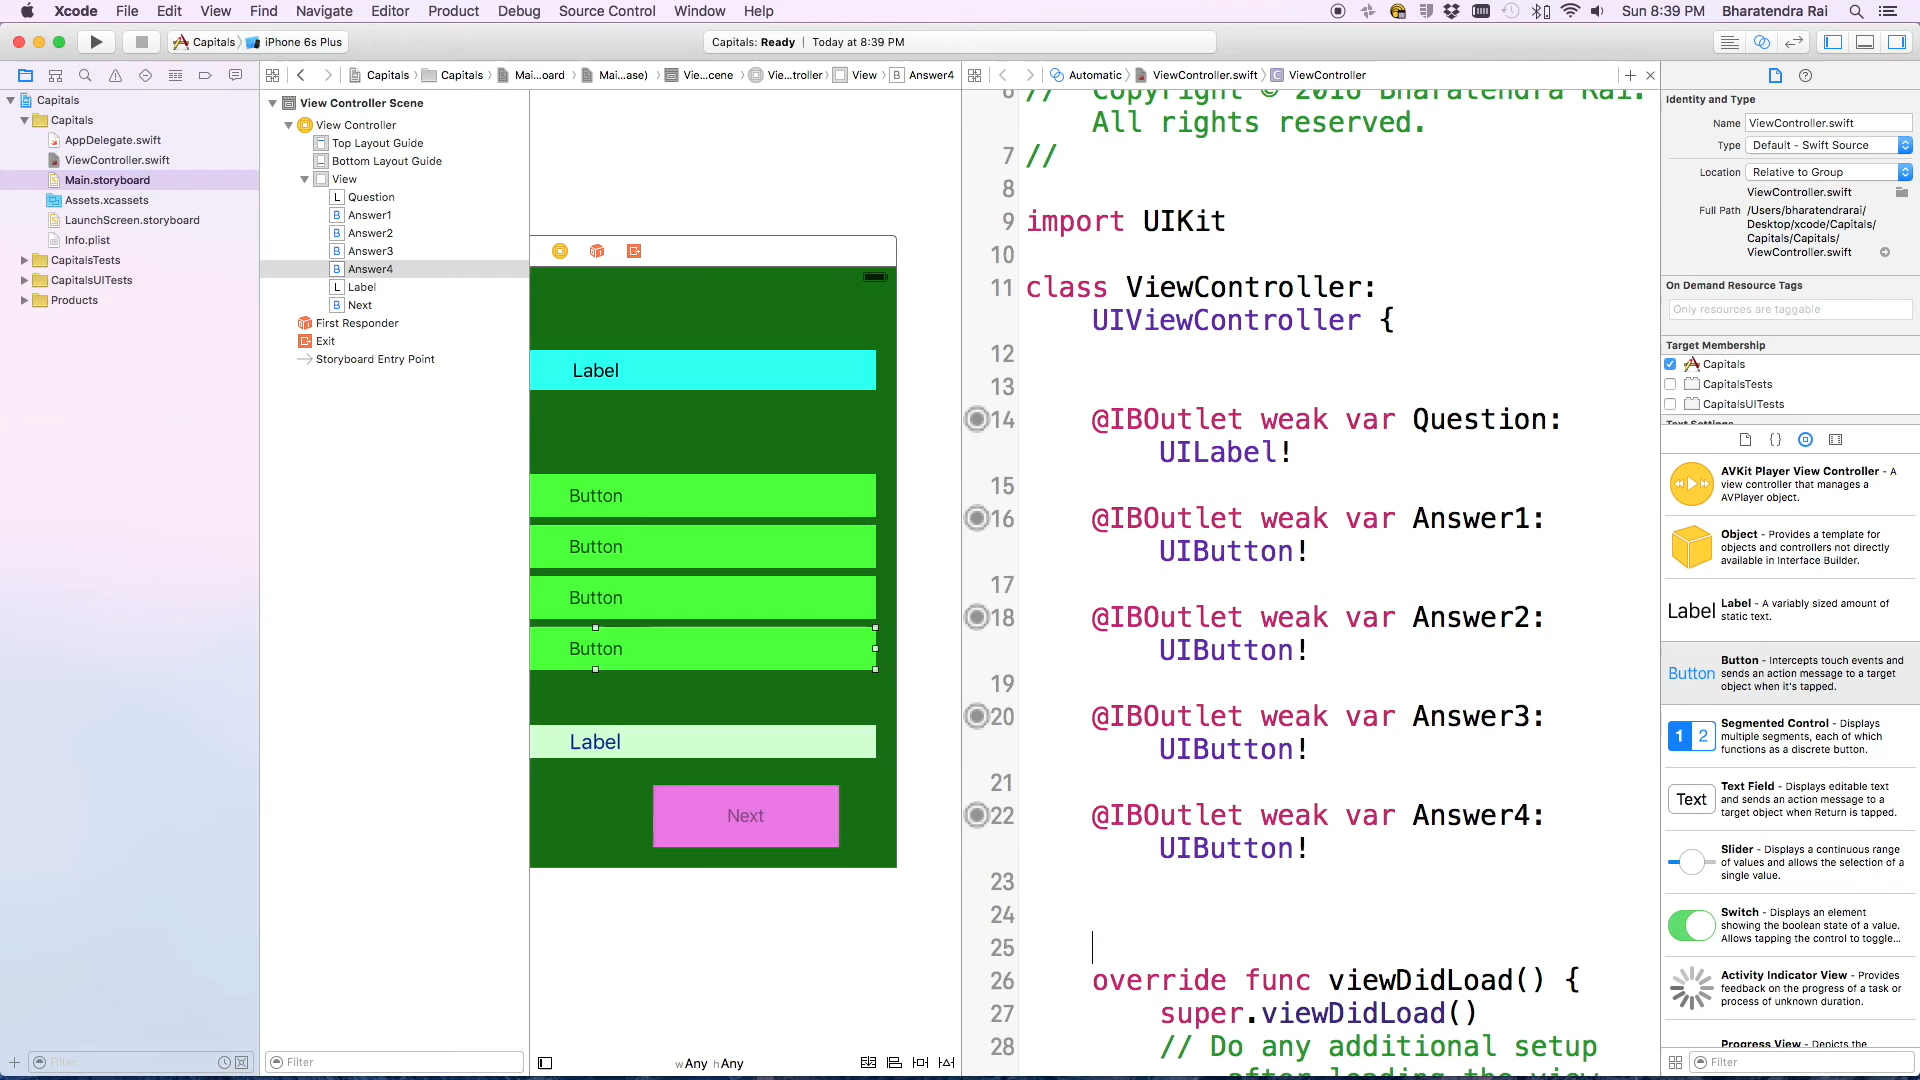 Xcode File Edit View Find Navigate Editor Product Debug Source Control Window Help
Sun 8:39 PM Bharatendra Rai
Capitals iPhone 6s Plus
Capitals: Ready | Today at 8:39 PM
Capitals Capitals Mai...oard Mai...ase) Vie...cene Vie...troller View B Answer4
Automatic ViewController.swift C ViewController
Capitals
Capitals
AppDelegate.swift
ViewController.swift
Main.storyboard
Assets.xcassets
LaunchScreen.storyboard
Info.plist
CapitalsTests
CapitalsUITests
Products
Filter
View Controller Scene
View Controller
Top Layout Guide
Bottom Layout Guide
View
L Question
B Answer1
B Answer2
B Answer3
B Answer4
L Label
B Next
First Responder
Exit
Storyboard Entry Point
Filter
Label
Button
Button
Button
Button
Label
Next
wAny hAny
6 // Copyright © 2016 Bharatendra Rai.
All rights reserved.
7 //
8
9 import UIKit
10
11 class ViewController:
UIViewController {
12
13
14 @IBOutlet weak var Question:
UILabel!
15
16 @IBOutlet weak var Answer1:
UIButton!
17
18 @IBOutlet weak var Answer2:
UIButton!
19
20 @IBOutlet weak var Answer3:
UIButton!
21
22 @IBOutlet weak var Answer4:
UIButton!
23
24
25
26 override func viewDidLoad() {
27 super.viewDidLoad()
28 // Do any additional setup
after loading the view
Identity and Type
Name ViewController.swift
Type Default - Swift Source
Location Relative to Group
ViewController.swift
Full Path /Users/bharatendrarai/
Desktop/xcode/Capitals/
Capitals/Capitals/
ViewController.swift
On Demand Resource Tags
Only resources are taggable
Target Membership
Capitals
CapitalsTests
CapitalsUITests
Text Settings
AVKit Player View Controller - A
view controller that manages a
AVPlayer object.
Object - Provides a template for
objects and controllers not directly
available in Interface Builder.
Label
Label - A variably sized amount of
static text.
Button
Button - Intercepts touch events and
sends an action message to a target
object when it's tapped.
1 2
Segmented Control - Displays
multiple segments, each of which
functions as a discrete button.
Text
Text Field - Displays editable text
and sends an action message to a
target object when Return is tapped.
Slider - Displays a continuous range
of values and allows the selection of a
single value.
Switch - Displays an element
showing the boolean state of a value.
Allows tapping the control to toggle...
Activity Indicator View - Provides
feedback on the progress of a task or
process of unknown duration.
Progress View - Depicts the
Filter